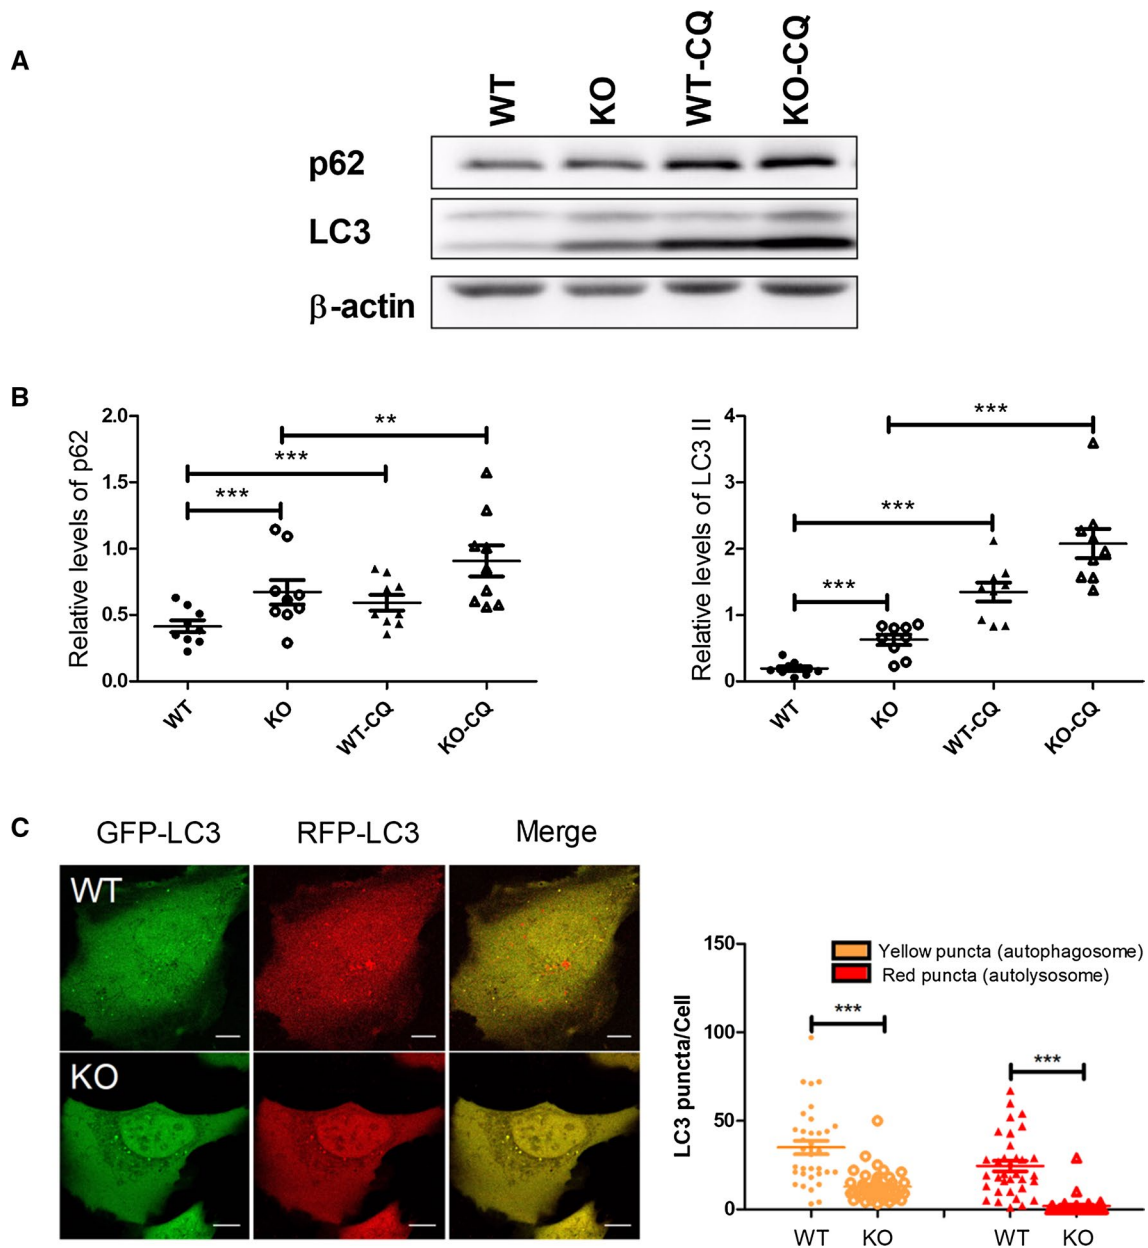 A
WT
KO
WT-CQ
KO-CQ
p62
LC3
β-actin
B
Relative levels of p62
2.0
1.5
1.0
0.5
0.0
**
***
***
WT
KO
WT-CQ
KO-CQ
Relative levels of LC3 II
4
3
2
1
0
***
***
***
WT
KO
WT-CQ
KO-CQ
C
GFP-LC3
RFP-LC3
Merge
WT
KO
LC3 puncta/Cell
150
100
50
0
Yellow puncta (autophagosome)
Red puncta (autolysosome)
***
***
WT
KO
WT
KO